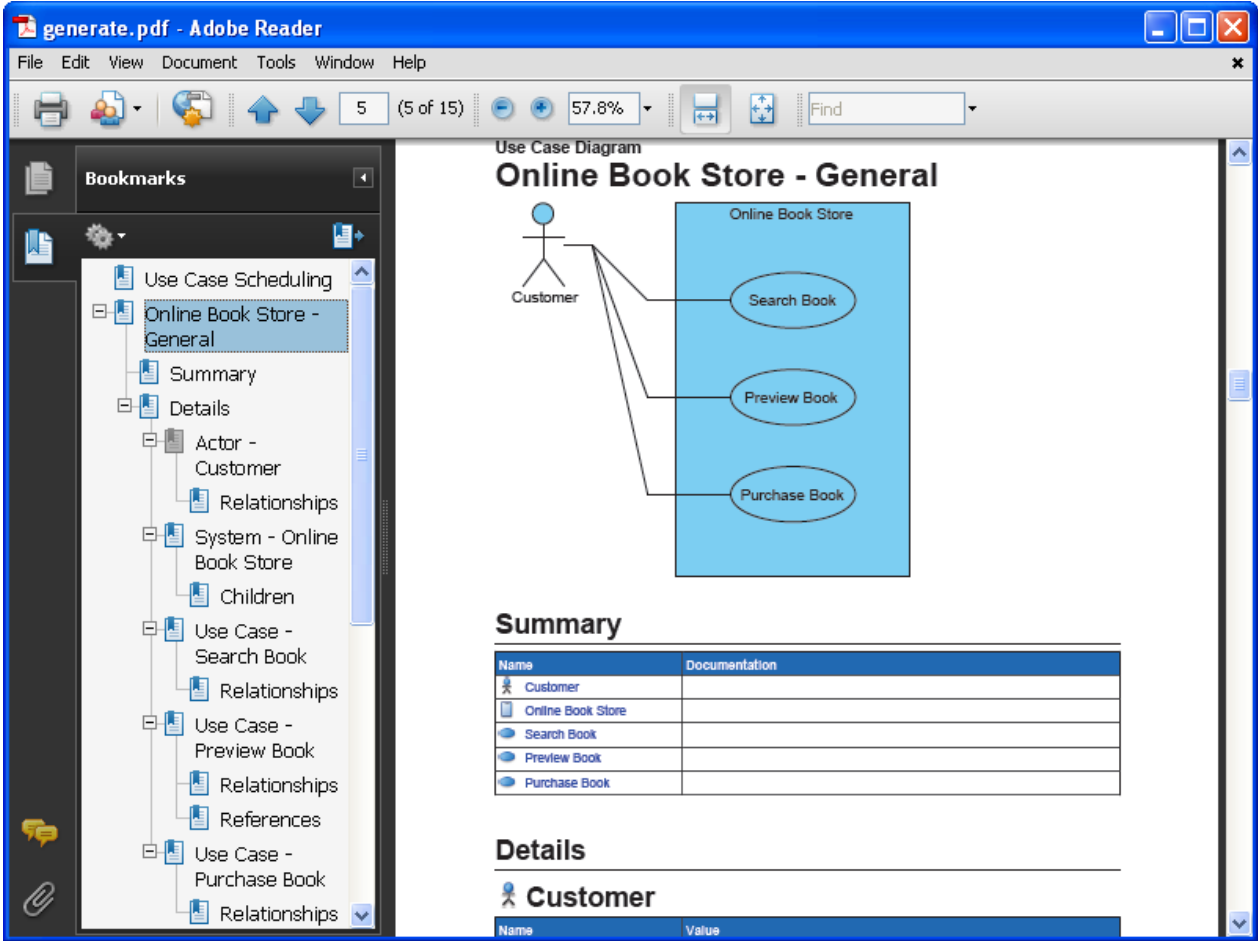 generate.pdf - Adobe Reader
File Edit View Document Tools Window Help
5 (5 of 15) 57.8% Find
Bookmarks
Use Case Scheduling
Online Book Store -
General
Summary
Details
Actor -
Customer
Relationships
System - Online
Book Store
Children
Use Case -
Search Book
Relationships
Use Case -
Preview Book
Relationships
References
Use Case -
Purchase Book
Relationships
Use Case Diagram
Online Book Store - General
Online Book Store
Customer
Search Book
Preview Book
Purchase Book
Summary
Name Documentation
Customer
Online Book Store
Search Book
Preview Book
Purchase Book
Details
Customer
Name Value